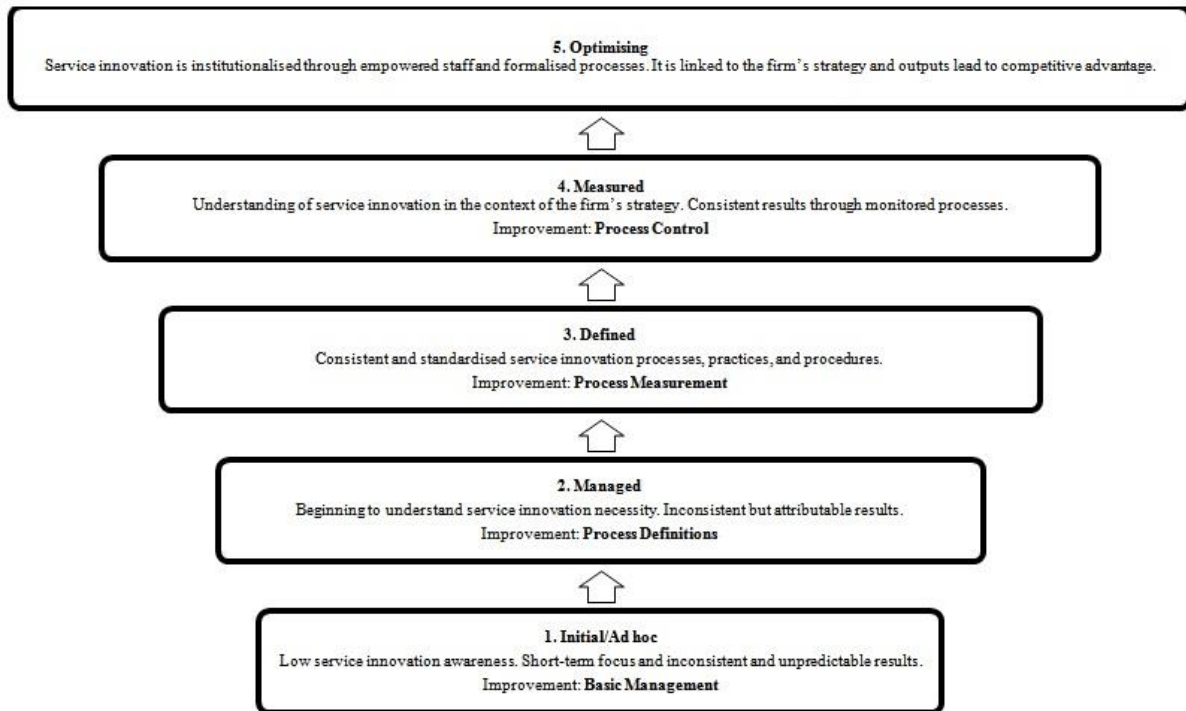 5. Optimising
Service innovation is institutionalised through empowered staff and formalised processes. It is linked to the firm's strategy and outputs lead to competitive advantage.
4. Measured
Understanding of service innovation in the context of the firm's strategy. Consistent results through monitored processes.
Improvement: Process Control
3. Defined
Consistent and standardised service innovation processes, practices, and procedures.
Improvement: Process Measurement
2. Managed
Beginning to understand service innovation necessity. Inconsistent but attributable results.
Improvement: Process Definitions
1. Initial/Ad hoc
Low service innovation awareness. Short-term focus and inconsistent and unpredictable results.
Improvement: Basic Management